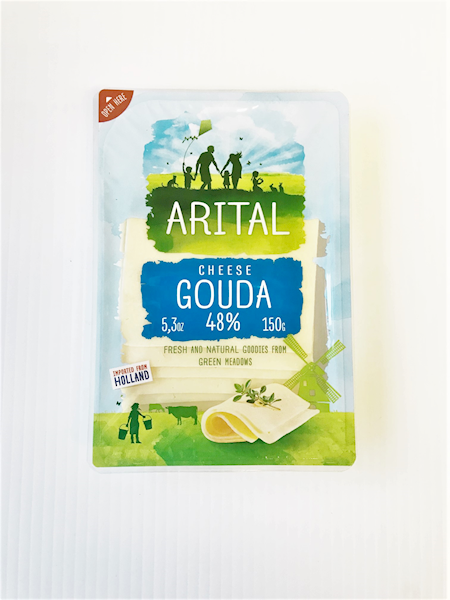 OPEN HERE
ARITAL
CHEESE
GOUDA
5,3oz 48% 150g
FRESH AND NATURAL GOODIES FROM
GREEN MEADOWS
IMPORTED FROM
HOLLAND